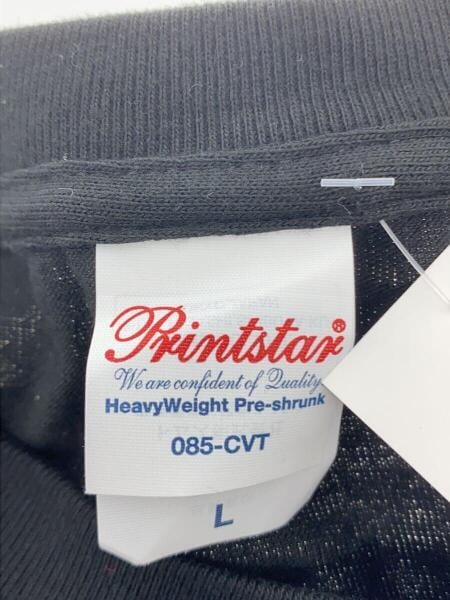 Printstar®
We are confident of Quality
HeavyWeight Pre-shrunk
085-CVT
L